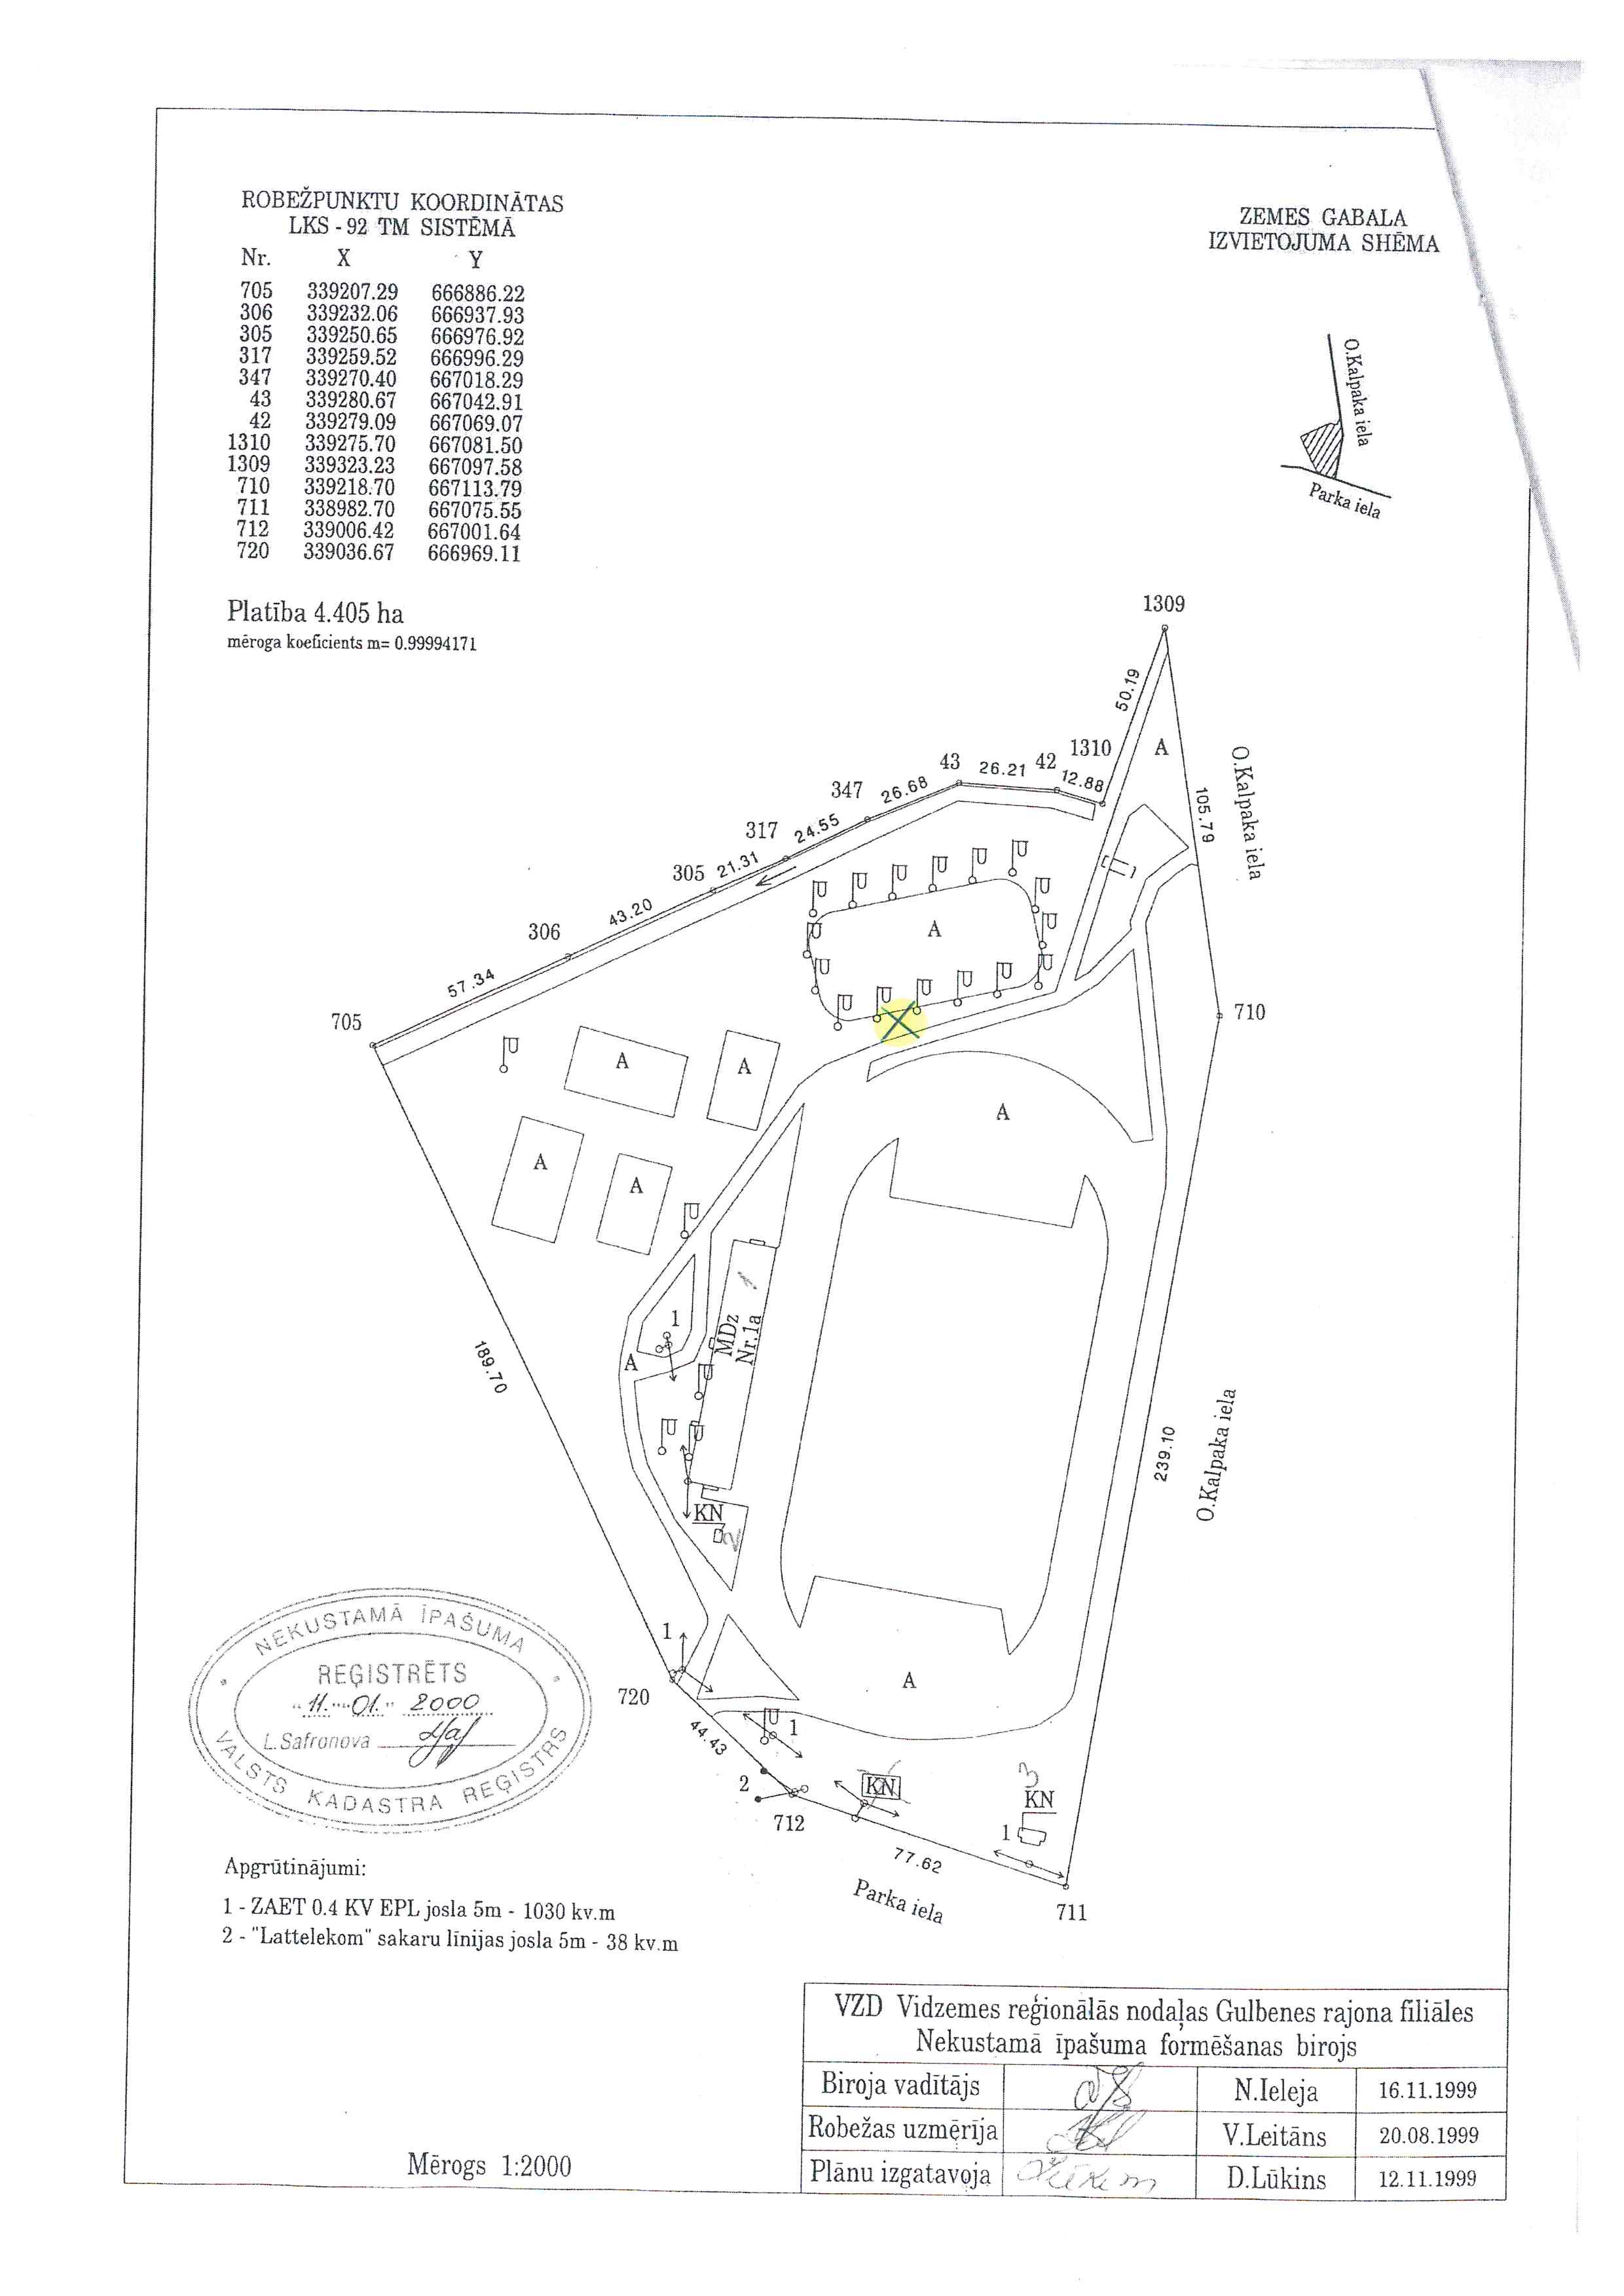 ROBEŽPUNKTU KOORDINĀTAS
LKS - 92 TM SISTĒMĀ
Nr. X Y
705 339207.29 666886.22
306 339232.06 666937.93
305 339250.65 666976.92
317 339259.52 666996.29
347 339270.40 667018.29
43 339280.67 667042.91
42 339279.09 667069.07
1310 339275.70 667081.50
1309 339323.23 667097.58
710 339218.70 667113.79
711 338982.70 667075.55
712 339006.42 667001.64
720 339036.67 666969.11
Platība 4.405 ha
mēroga koeficients m= 0.99994171
ZEMES GABALA
IZVIETOJUMA SHĒMA
O.Kalpaka iela
Parka iela
1309
50.19
1310
A
43
26.21
42
12.88
347
26.68
105.79
O.Kalpaka iela
317
24.55
305
21.31
43.20
306
A
57.34
705
710
A
A
A
A
A
189.70
1
MDz
Nr.1a
A
239.10
O.Kalpaka iela
KN
2
1
A
720
44.43
1
2
KN
3
KN
1
712
77.62
Parka iela
711
NEKUSTAMĀ ĪPAŠUMA
REĢISTRĒTS
"11." 01." 2000
L.Safronova
VALSTS KADASTRA REĢISTRS
Apgrūtinājumi:
1 - ZAET 0.4 KV EPL josla 5m - 1030 kv.m
2 - "Lattelekom" sakaru līnijas josla 5m - 38 kv.m
VZD Vidzemes reģionālās nodaļas Gulbenes rajona filiāles
Nekustamā īpašuma formēšanas birojs
Biroja vadītājs N.Ieleja 16.11.1999
Robežas uzmērīja V.Leitāns 20.08.1999
Plānu izgatavoja D.Lūkins 12.11.1999
Mērogs 1:2000